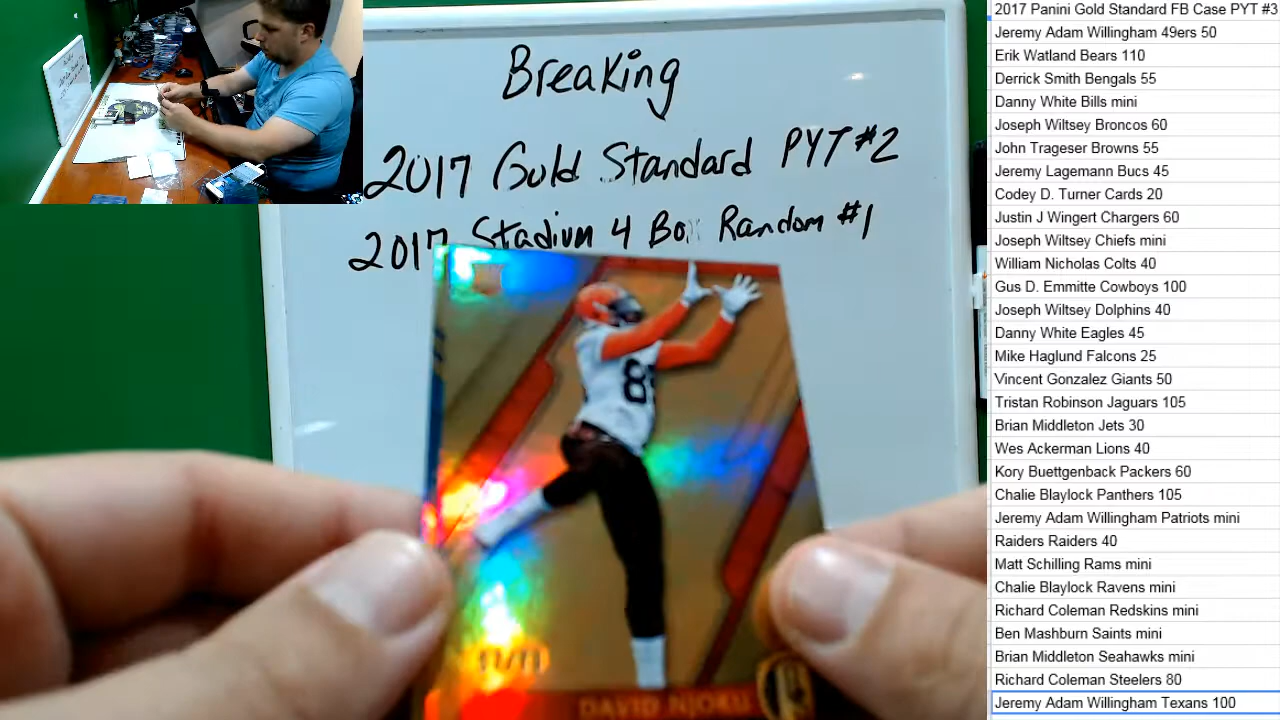 Breaking
2017 Gold Standard PYT #2
2017 Stadium 4 Box Random #1
8
DAVID NJOKU
2017 Panini Gold Standard FB Case PYT #3
Jeremy Adam Willingham 49ers 50
Erik Watland Bears 110
Derrick Smith Bengals 55
Danny White Bills mini
Joseph Wiltsey Broncos 60
John Trageser Browns 55
Jeremy Lagemann Bucs 45
Codey D. Turner Cards 20
Justin J Wingert Chargers 60
Joseph Wiltsey Chiefs mini
William Nicholas Colts 40
Gus D. Emmitte Cowboys 100
Joseph Wiltsey Dolphins 40
Danny White Eagles 45
Mike Haglund Falcons 25
Vincent Gonzalez Giants 50
Tristan Robinson Jaguars 105
Brian Middleton Jets 30
Wes Ackerman Lions 40
Kory Buettgenback Packers 60
Chalie Blaylock Panthers 105
Jeremy Adam Willingham Patriots mini
Raiders Raiders 40
Matt Schilling Rams mini
Chalie Blaylock Ravens mini
Richard Coleman Redskins mini
Ben Mashburn Saints mini
Brian Middleton Seahawks mini
Richard Coleman Steelers 80
Jeremy Adam Willingham Texans 100